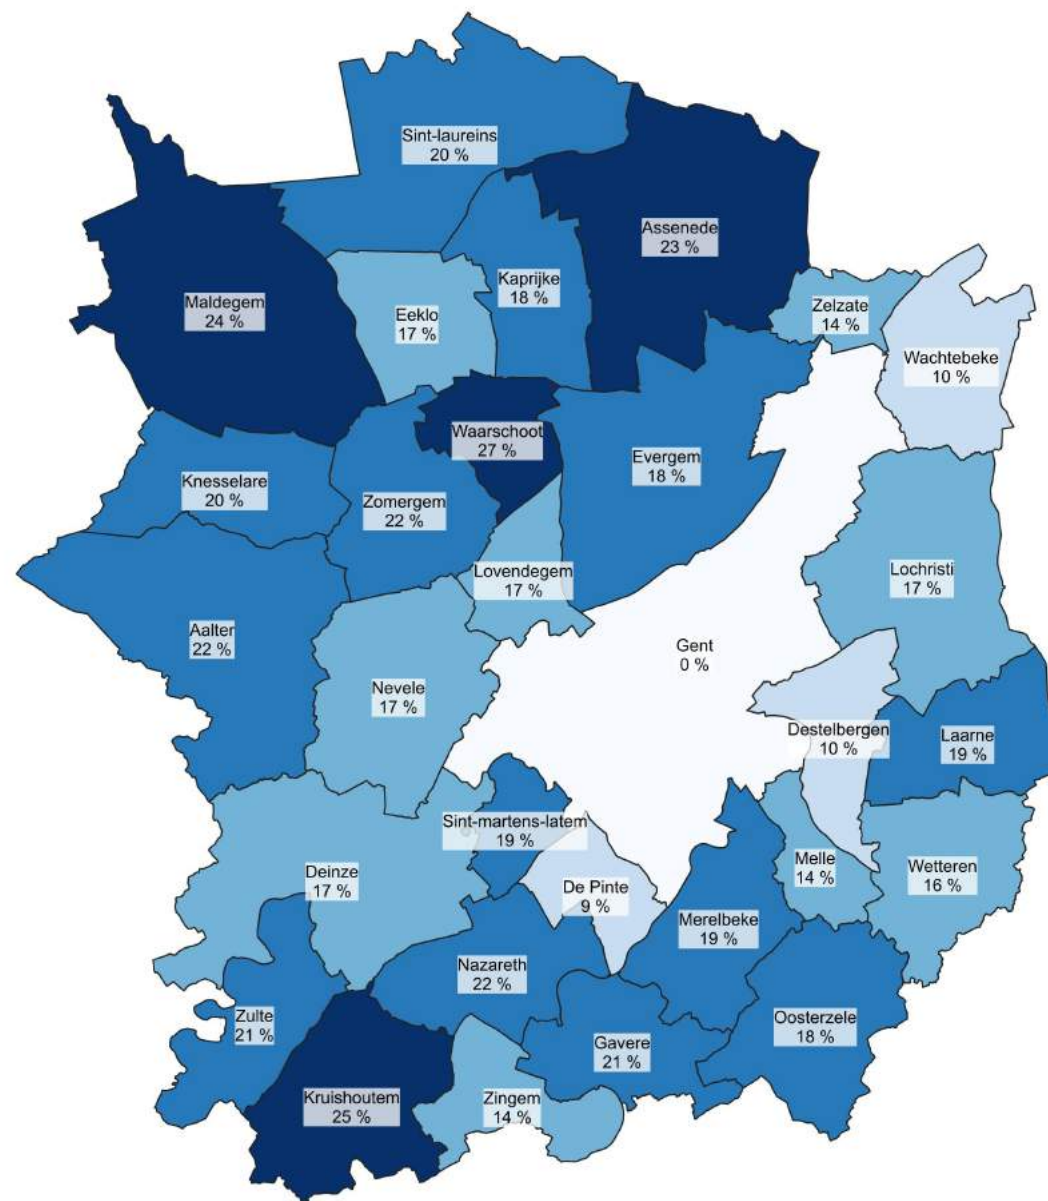 Sint-laureins
20 %
Assenede
23 %
Kaprijke
18 %
Maldegem
24 %
Eeklo
17 %
Zelzate
14 %
Wachtebeke
10 %
Waarschoot
27 %
Evergem
18 %
Knesselare
20 %
Zomergem
22 %
Lovendegem
17 %
Lochristi
17 %
Aalter
22 %
Gent
0 %
Nevele
17 %
Destelbergen
10 %
Laarne
19 %
Sint-martens-latem
19 %
Deinze
17 %
Melle
14 %
Wetteren
16 %
De Pinte
9 %
Merelbeke
19 %
Nazareth
22 %
Zulte
21 %
Oosterzele
18 %
Gavere
21 %
Kruishoutem
25 %
Zingem
14 %